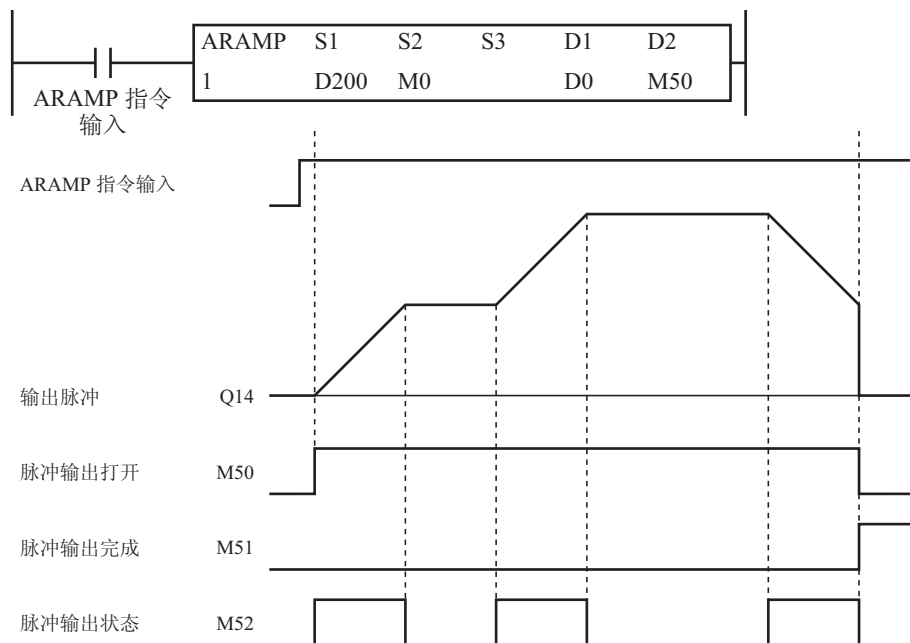 ARAMP S1 S2 S3 D1 D2
1 D200 M0 D0 M50
ARAMP 指令
输入
ARAMP 指令输入
输出脉冲 Q14
脉冲输出打开 M50
脉冲输出完成 M51
脉冲输出状态 M52